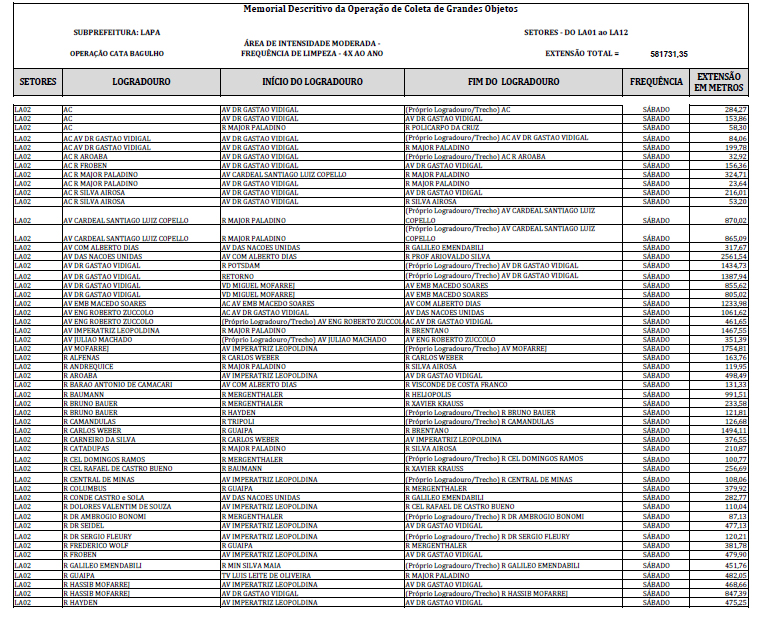 Memorial Descritivo da Operação de Coleta de Grandes Objetos
SUBPREFEITURA: LAPA SETORES - DO LA01 ao LA12
OPERAÇÃO CATA BAGULHO ÁREA DE INTENSIDADE MODERADA - FREQUÊNCIA DE LIMPEZA - 4X AO ANO EXTENSÃO TOTAL = 581731,35
SETORES LOGRADOURO INÍCIO DO LOGRADOURO FIM DO LOGRADOURO FREQUÊNCIA EXTENSÃO EM METROS
LA02 AC AV DR GASTAO VIDIGAL (Próprio Logradouro/Trecho) AC SÁBADO 284,27
LA02 AC AV DR GASTAO VIDIGAL AV DR GASTAO VIDIGAL SÁBADO 153,86
LA02 AC R MAJOR PALADINO R POLICARPO DA CRUZ SÁBADO 58,30
LA02 AC AV DR GASTAO VIDIGAL AV DR GASTAO VIDIGAL (Próprio Logradouro/Trecho) AC AV DR GASTAO VIDIGAL SÁBADO 84,06
LA02 AC AV DR GASTAO VIDIGAL AV DR GASTAO VIDIGAL R MAJOR PALADINO SÁBADO 199,78
LA02 AC R AROABA AV DR GASTAO VIDIGAL (Próprio Logradouro/Trecho) AC R AROABA SÁBADO 32,92
LA02 AC R FROBEN AV DR GASTAO VIDIGAL AV DR GASTAO VIDIGAL SÁBADO 156,36
LA02 AC R MAJOR PALADINO AV CARDEAL SANTIAGO LUIZ COPELLO R MAJOR PALADINO SÁBADO 324,71
LA02 AC R MAJOR PALADINO AV DR GASTAO VIDIGAL R MAJOR PALADINO SÁBADO 23,64
LA02 AC R SILVA AIROSA AV DR GASTAO VIDIGAL AV DR GASTAO VIDIGAL SÁBADO 216,01
LA02 AC R SILVA AIROSA AV DR GASTAO VIDIGAL R SILVA AIROSA SÁBADO 53,20
LA02 AV CARDEAL SANTIAGO LUIZ COPELLO R MAJOR PALADINO (Próprio Logradouro/Trecho) AV CARDEAL SANTIAGO LUIZ COPELLO SÁBADO 870,02
LA02 AV CARDEAL SANTIAGO LUIZ COPELLO R MAJOR PALADINO (Próprio Logradouro/Trecho) AV CARDEAL SANTIAGO LUIZ COPELLO SÁBADO 865,09
LA02 AV COM ALBERTO DIAS AV DAS NACOES UNIDAS R GALILEO EMENDABILI SÁBADO 317,67
LA02 AV DAS NACOES UNIDAS AV COM ALBERTO DIAS R PROF ARIOVALDO SILVA SÁBADO 2561,54
LA02 AV DR GASTAO VIDIGAL R POTSDAM (Próprio Logradouro/Trecho) AV DR GASTAO VIDIGAL SÁBADO 1434,73
LA02 AV DR GASTAO VIDIGAL RETORNO (Próprio Logradouro/Trecho) AV DR GASTAO VIDIGAL SÁBADO 1387,94
LA02 AV DR GASTAO VIDIGAL VD MIGUEL MOFARREJ AV EMB MACEDO SOARES SÁBADO 855,62
LA02 AV DR GASTAO VIDIGAL VD MIGUEL MOFARREJ AV EMB MACEDO SOARES SÁBADO 805,02
LA02 AV EMB MACEDO SOARES AC AV EMB MACEDO SOARES AV COM ALBERTO DIAS SÁBADO 1233,98
LA02 AV ENG ROBERTO ZUCCOLO AC AV DR GASTAO VIDIGAL AV DAS NACOES UNIDAS SÁBADO 1061,62
LA02 AV ENG ROBERTO ZUCCOLO (Próprio Logradouro/Trecho) AV ENG ROBERTO ZUCCOL AC AV DR GASTAO VIDIGAL SÁBADO 461,65
LA02 AV IMPERATRIZ LEOPOLDINA R MAJOR PALADINO R BRENTANO SÁBADO 1467,55
LA02 AV JULIAO MACHADO (Próprio Logradouro/Trecho) AV JULIAO MACHADO AV ENG ROBERTO ZUCCOLO SÁBADO 351,39
LA02 AV MOFARREJ AV IMPERATRIZ LEOPOLDINA (Próprio Logradouro/Trecho) AV MOFARREJ SÁBADO 1754,81
LA02 R ALFENAS R CARLOS WEBER R CARLOS WEBER SÁBADO 163,76
LA02 R ANDREQUICE R MAJOR PALADINO R SILVA AIROSA SÁBADO 119,95
LA02 R AROABA AV IMPERATRIZ LEOPOLDINA AV DR GASTAO VIDIGAL SÁBADO 498,49
LA02 R BARAO ANTONIO DE CAMACARI AV COM ALBERTO DIAS R VISCONDE DE COSTA FRANCO SÁBADO 131,33
LA02 R BAUMANN R MERGENTHALER R HELIOPOLIS SÁBADO 991,51
LA02 R BRUNO BAUER R MERGENTHALER R XAVIER KRAUSS SÁBADO 233,58
LA02 R BRUNO BAUER R HAYDEN (Próprio Logradouro/Trecho) R BRUNO BAUER SÁBADO 121,81
LA02 R CAMANDULAS R TRIPOLI (Próprio Logradouro/Trecho) R CAMANDULAS SÁBADO 126,68
LA02 R CARLOS WEBER R GUAIPA R BRENTANO SÁBADO 1494,11
LA02 R CARNEIRO DA SILVA R CARLOS WEBER AV IMPERATRIZ LEOPOLDINA SÁBADO 376,55
LA02 R CATADUPAS R MAJOR PALADINO R SILVA AIROSA SÁBADO 210,87
LA02 R CEL DOMINGOS RAMOS R MERGENTHALER (Próprio Logradouro/Trecho) R CEL DOMINGOS RAMOS SÁBADO 100,77
LA02 R CEL RAFAEL DE CASTRO BUENO R BAUMANN R XAVIER KRAUSS SÁBADO 256,69
LA02 R CENTRAL DE MINAS AV IMPERATRIZ LEOPOLDINA (Próprio Logradouro/Trecho) R CENTRAL DE MINAS SÁBADO 108,06
LA02 R COLUMBUS R GUAIPA R MERGENTHALER SÁBADO 379,92
LA02 R CONDE CASTRO e SOLA AV DAS NACOES UNIDAS R GALILEO EMENDABILI SÁBADO 282,77
LA02 R DOLORES VALENTIM DE SOUZA AV IMPERATRIZ LEOPOLDINA R CEL RAFAEL DE CASTRO BUENO SÁBADO 110,04
LA02 R DR AMBROGIO BONOMI R MERGENTHALER (Próprio Logradouro/Trecho) R DR AMBROGIO BONOMI SÁBADO 87,13
LA02 R DR SEIDEL AV IMPERATRIZ LEOPOLDINA AV DR GASTAO VIDIGAL SÁBADO 477,13
LA02 R DR SERGIO FLEURY AV IMPERATRIZ LEOPOLDINA (Próprio Logradouro/Trecho) R DR SERGIO FLEURY SÁBADO 120,21
LA02 R FREDERICO WOLF R GUAIPA R MERGENTHALER SÁBADO 381,78
LA02 R FROBEN AV IMPERATRIZ LEOPOLDINA AV DR GASTAO VIDIGAL SÁBADO 479,90
LA02 R GALILEO EMENDABILI R MIN SILVA MAIA (Próprio Logradouro/Trecho) R GALILEO EMENDABILI SÁBADO 451,76
LA02 R GUAIPA TV LUIS LEITE DE OLIVEIRA R MAJOR PALADINO SÁBADO 482,05
LA02 R HASSIB MOFARREJ AV IMPERATRIZ LEOPOLDINA AV DR GASTAO VIDIGAL SÁBADO 468,66
LA02 R HASSIB MOFARREJ AV DR GASTAO VIDIGAL (Próprio Logradouro/Trecho) R HASSIB MOFARREJ SÁBADO 847,39
LA02 R HAYDEN AV IMPERATRIZ LEOPOLDINA AV DR GASTAO VIDIGAL SÁBADO 475,25